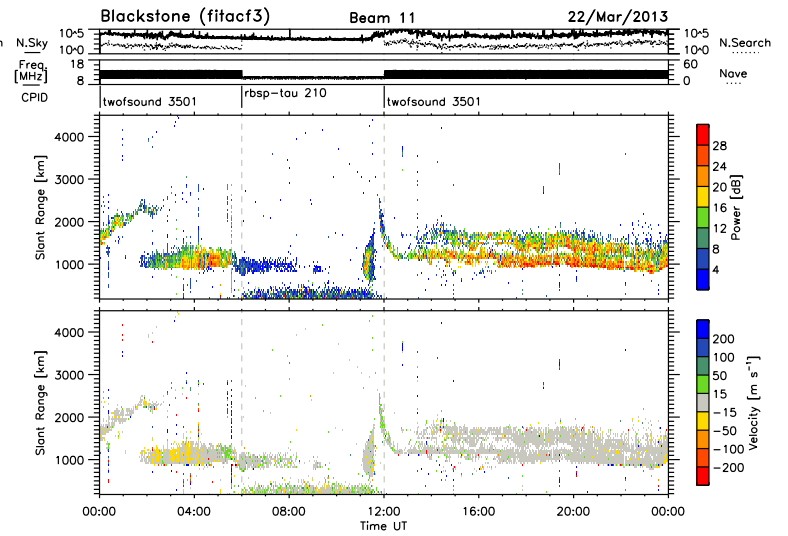 Blackstone (fitacf3) Beam 11 22/Mar/2013
N.Sky 10^5 10^0 10^5 10^0 N.Search
Freq. [MHz] 18 8 60 0 Nave
CPID twofsound 3501 rbsp-tau 210 twofsound 3501
Slant Range [km]
4000
3000
2000
1000
Power [dB]
28
24
20
16
12
8
4
Slant Range [km]
4000
3000
2000
1000
Velocity [m s⁻¹]
200
100
50
15
-15
-50
-100
-200
00:00 04:00 08:00 12:00 16:00 20:00 00:00
Time UT